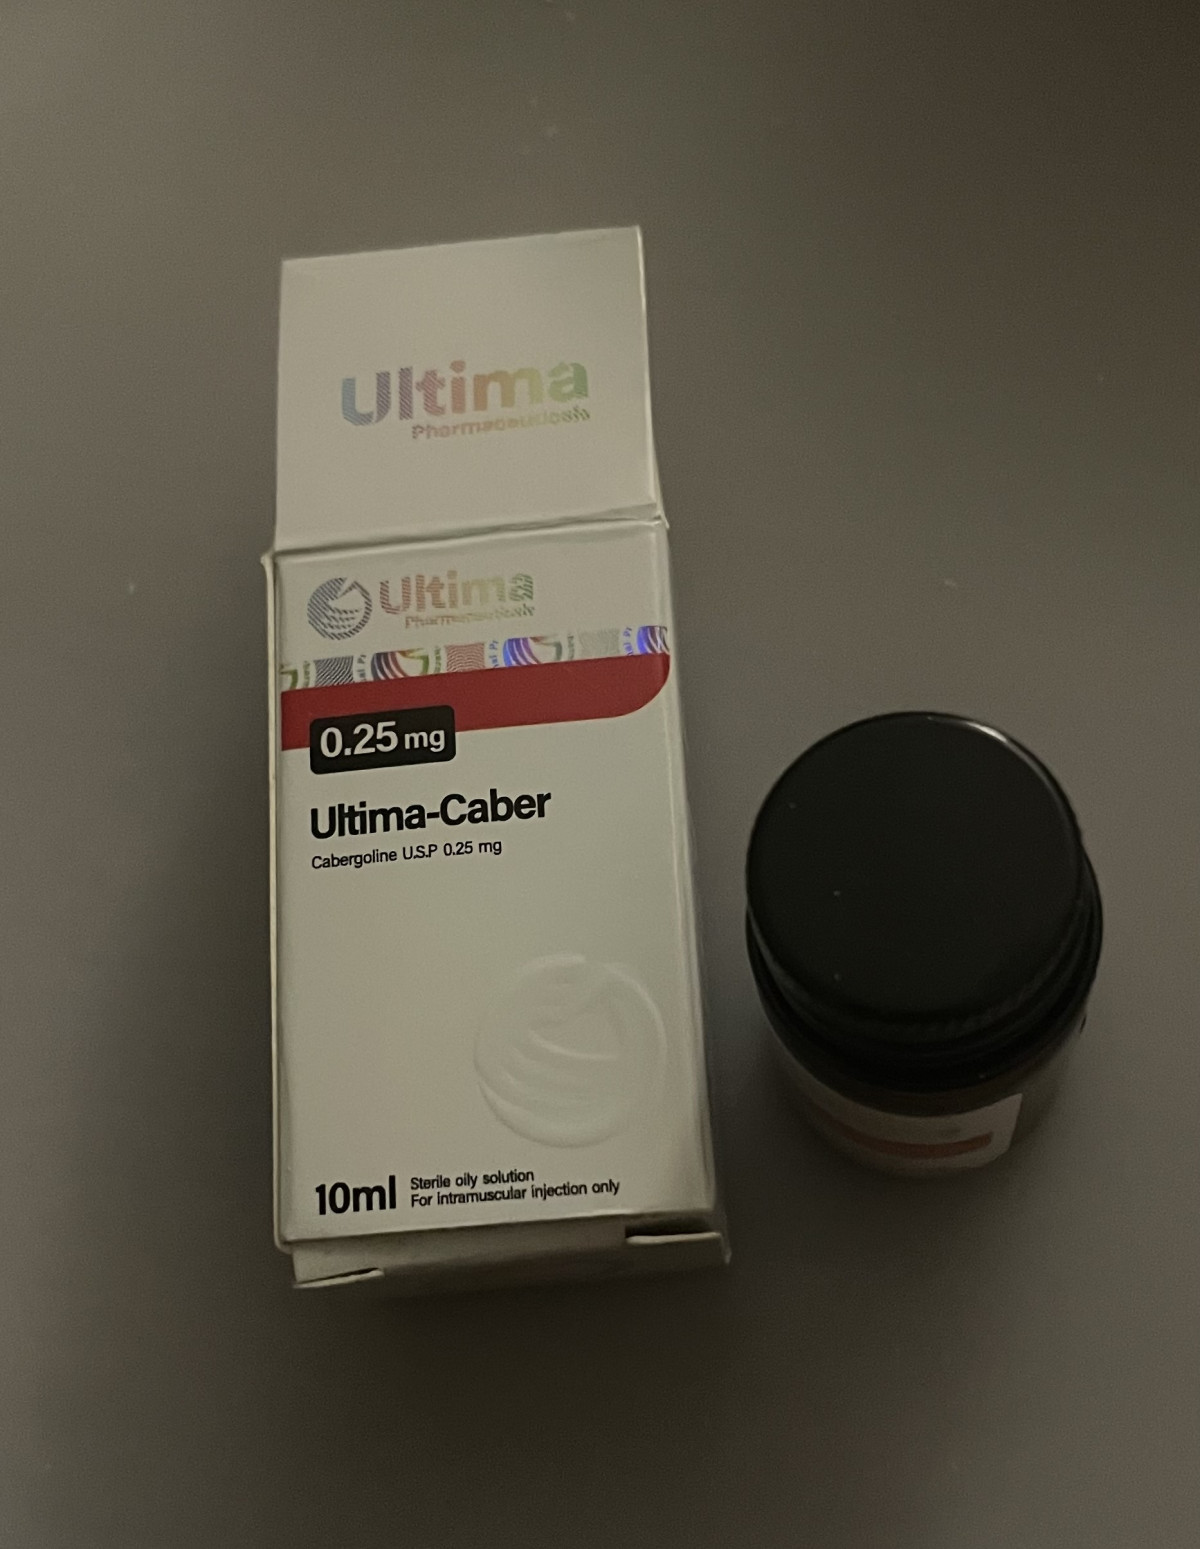 Ultima
Pharmaceuticals
Ultima
Pharmaceuticals
0.25 mg
Ultima-Caber
Cabergoline U.S.P 0.25 mg
10ml
Sterile oily solution
For intramuscular injection only